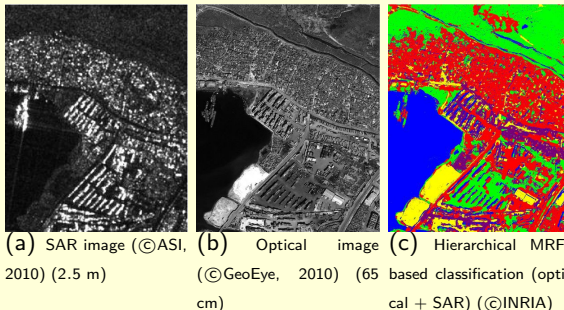 (a) SAR image (©ASI,
2010) (2.5 m)
(b) Optical image
(©GeoEye, 2010) (65
cm)
(c) Hierarchical MRF
based classification (opti
cal + SAR) (©INRIA)